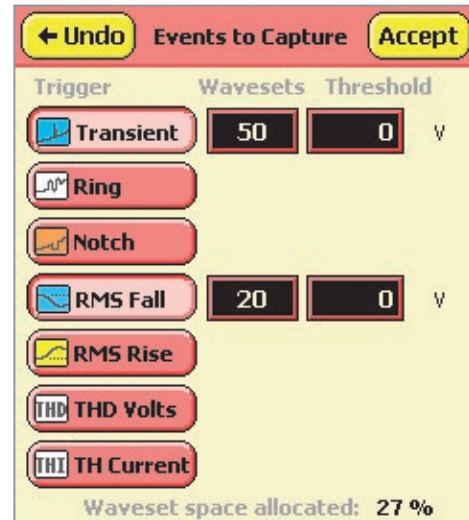 Undo Events to Capture Accept
Trigger Wavesets Threshold
Transient 50 0 V
Ring
Notch
RMS Fall 20 0 V
RMS Rise
THD THD Volts
THI TH Current
Waveset space allocated: 27 %